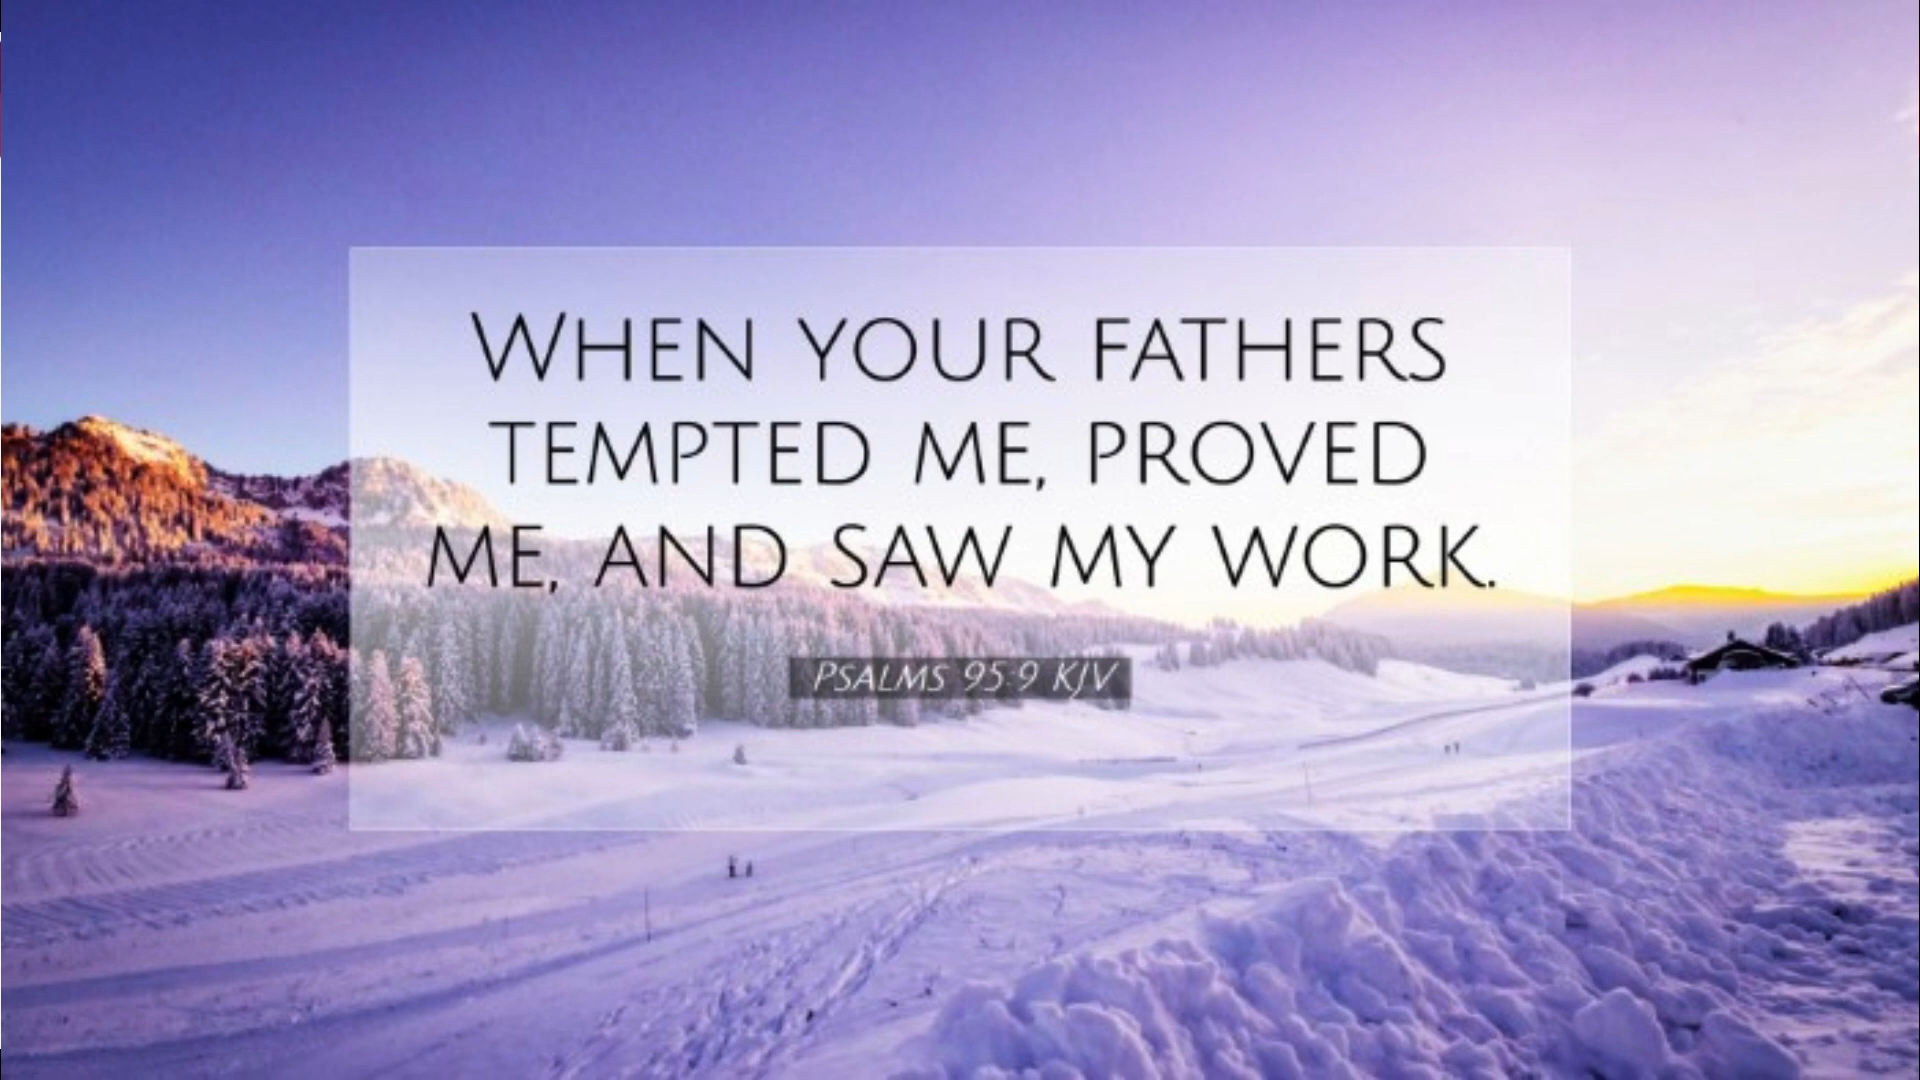 When your fathers
tempted me, proved
me, and saw my work.
Psalms 95:9 KJV